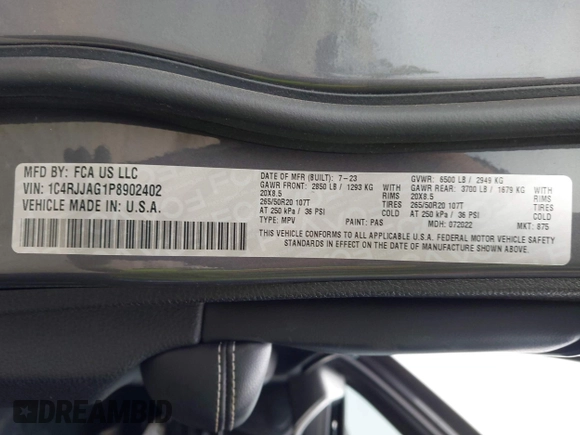 MFD BY: FCA US LLC
VIN: 1C4RJJAG1P8902402
VEHICLE MADE IN: U.S.A.
DATE OF MFR (BUILT): 7-23
GAWR FRONT: 2850 LB / 1293 KG WITH
20X8.5 RIMS
265/50R20 107T TIRES
AT 250 kPa / 36 PSI COLD
TYPE: MPV
GVWR: 6500 LB / 2949 KG
GAWR REAR: 3700 LB / 1679 KG WITH
20X8.5 RIMS
265/50R20 107T TIRES
AT 250 kPa / 36 PSI COLD
PAINT: PAS MDH: 072022 MKT: 875
THIS VEHICLE CONFORMS TO ALL APPLICABLE U.S.A. FEDERAL MOTOR VEHICLE SAFETY
STANDARDS IN EFFECT ON THE DATE OF MANUFACTURE SHOWN ABOVE.
DREAMBID